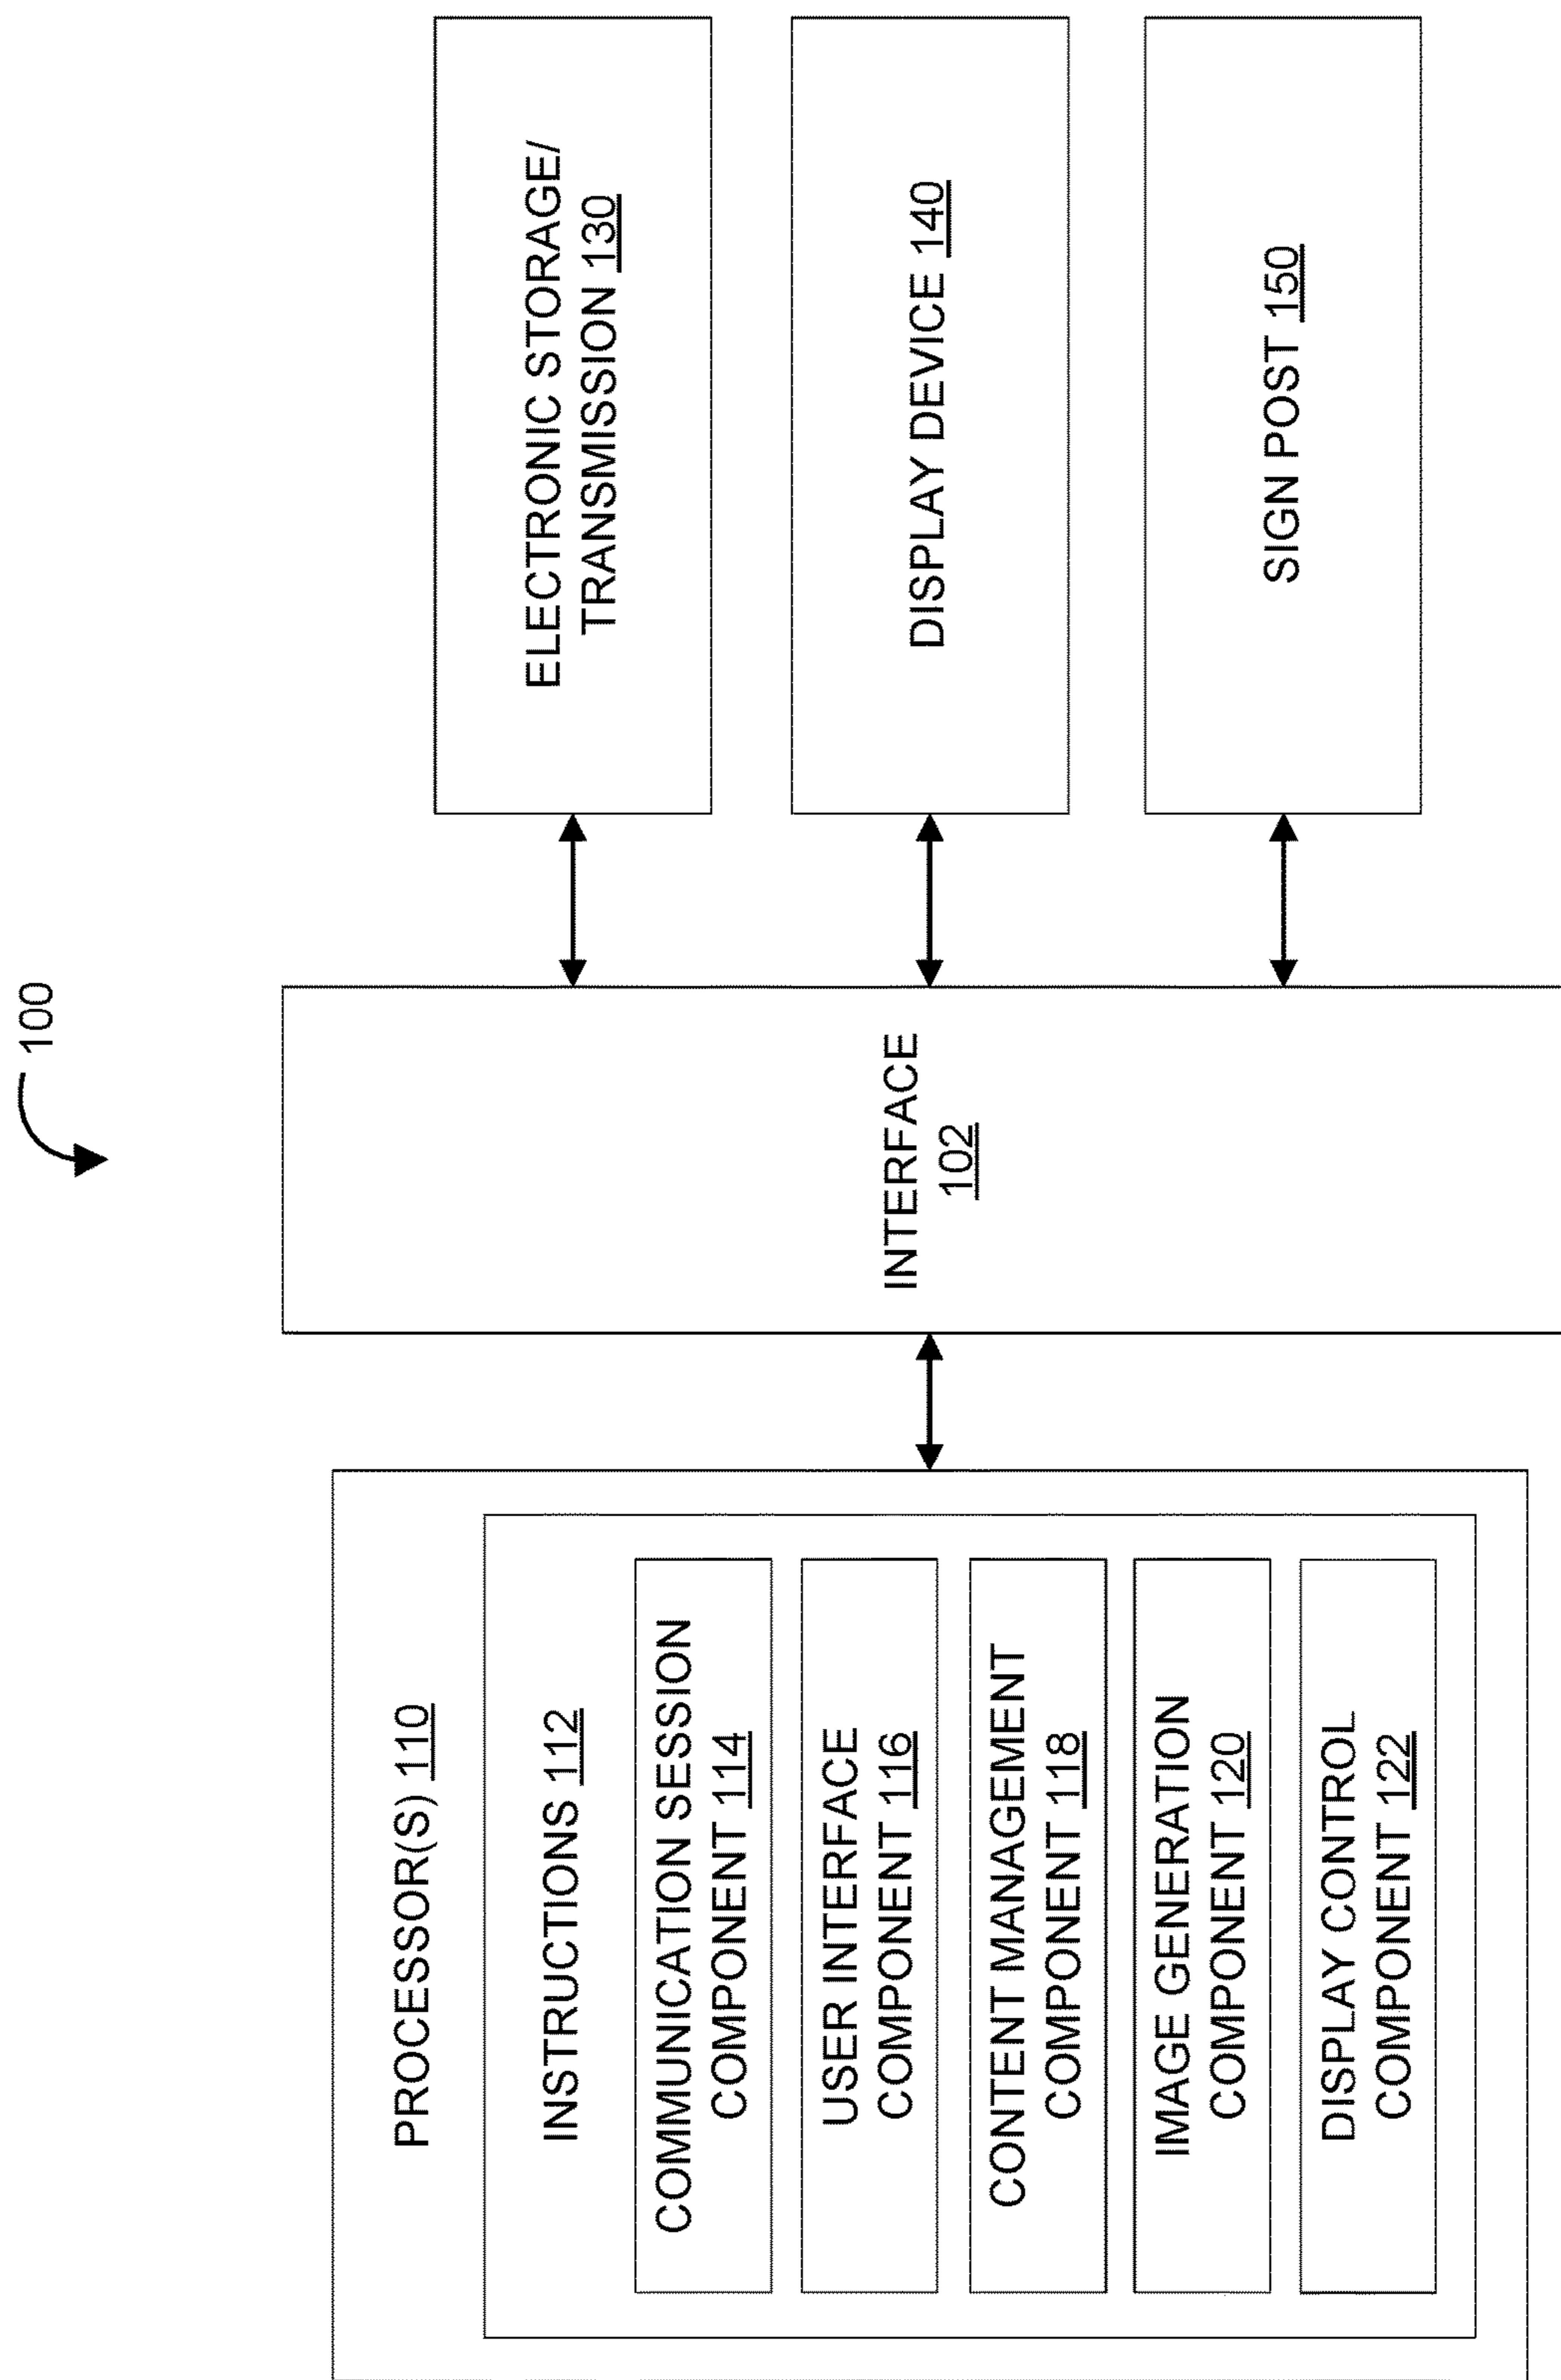 100
PROCESSOR(S) 110
INSTRUCTIONS 112
COMMUNICATION SESSION
COMPONENT 114
USER INTERFACE
COMPONENT 116
CONTENT MANAGEMENT
COMPONENT 118
IMAGE GENERATION
COMPONENT 120
DISPLAY CONTROL
COMPONENT 122
INTERFACE
102
ELECTRONIC STORAGE/
TRANSMISSION 130
DISPLAY DEVICE 140
SIGN POST 150